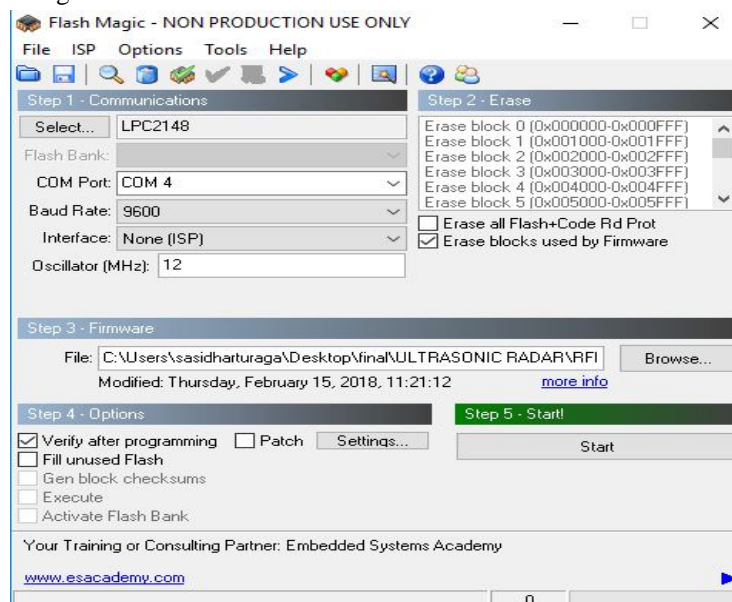 Flash Magic - NON PRODUCTION USE ONLY
File ISP Options Tools Help
Step 1 - Communications
Select... LPC2148
Flash Bank:
COM Port: COM 4
Baud Rate: 9600
Interface: None (ISP)
Oscillator (MHz): 12
Step 2 - Erase
Erase block 0 (0x000000-0x000FFF)
Erase block 1 (0x001000-0x001FFF)
Erase block 2 (0x002000-0x002FFF)
Erase block 3 (0x003000-0x003FFF)
Erase block 4 (0x004000-0x004FFF)
Erase block 5 (0x005000-0x005FFF)
Erase all Flash+Code Rd Prot
Erase blocks used by Firmware
Step 3 - Firmware
File: C:\Users\sasidharturaga\Desktop\final\ULTRASONIC RADAR\RFI Browse...
Modified: Thursday, February 15, 2018, 11:21:12 more info
Step 4 - Options
Verify after programming Patch Settings...
Fill unused Flash
Gen block checksums
Execute
Activate Flash Bank
Step 5 - Start!
Start
Your Training or Consulting Partner: Embedded Systems Academy
www.esacademy.com
0